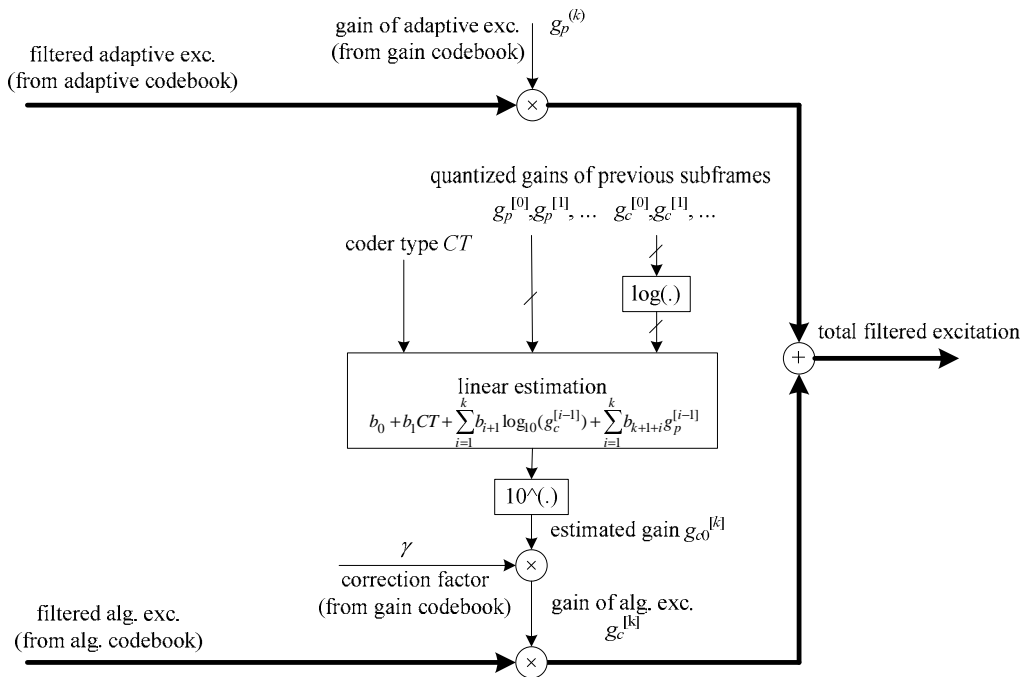 gain of adaptive exc.
(from gain codebook)
g_p^(k)
filtered adaptive exc.
(from adaptive codebook)
×
quantized gains of previous subframes
g_p^[0],g_p^[1], … g_c^[0],g_c^[1], …
coder type CT
log(.)
total filtered excitation
+
linear estimation
b_0 + b_1CT + ∑_{i=1}^{k} b_{i+1} log_10(g_c^[i−1]) + ∑_{i=1}^{k} b_{k+1+i} g_p^[i−1]
10^(.)
estimated gain g_c0^[k]
γ
×
correction factor
(from gain codebook)
gain of alg. exc.
g_c^[k]
filtered alg. exc.
(from alg. codebook)
×